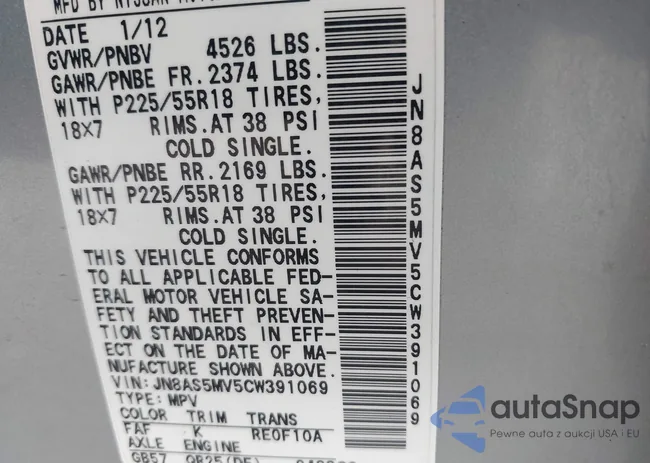 MFD BY NISSAN
DATE 1/12
GVWR/PNBV 4526 LBS.
GAWR/PNBE FR. 2374 LBS.
WITH P225/55R18 TIRES,
18X7 RIMS.AT 38 PSI
COLD SINGLE.
GAWR/PNBE RR. 2169 LBS.
WITH P225/55R18 TIRES,
18X7 RIMS.AT 38 PSI
COLD SINGLE.
THIS VEHICLE CONFORMS
TO ALL APPLICABLE FED-
ERAL MOTOR VEHICLE SA-
FETY AND THEFT PREVEN-
TION STANDARDS IN EFF-
ECT ON THE DATE OF MA-
NUFACTURE SHOWN ABOVE.
VIN: JN8AS5MV5CW391069
TYPE: MPV
COLOR TRIM TRANS
FAF K RE0F10A
AXLE ENGINE
GB57 QR25(DE)
JN8AS5MV5CW391069
autaSnap
Pewne auta z aukcji USA i EU